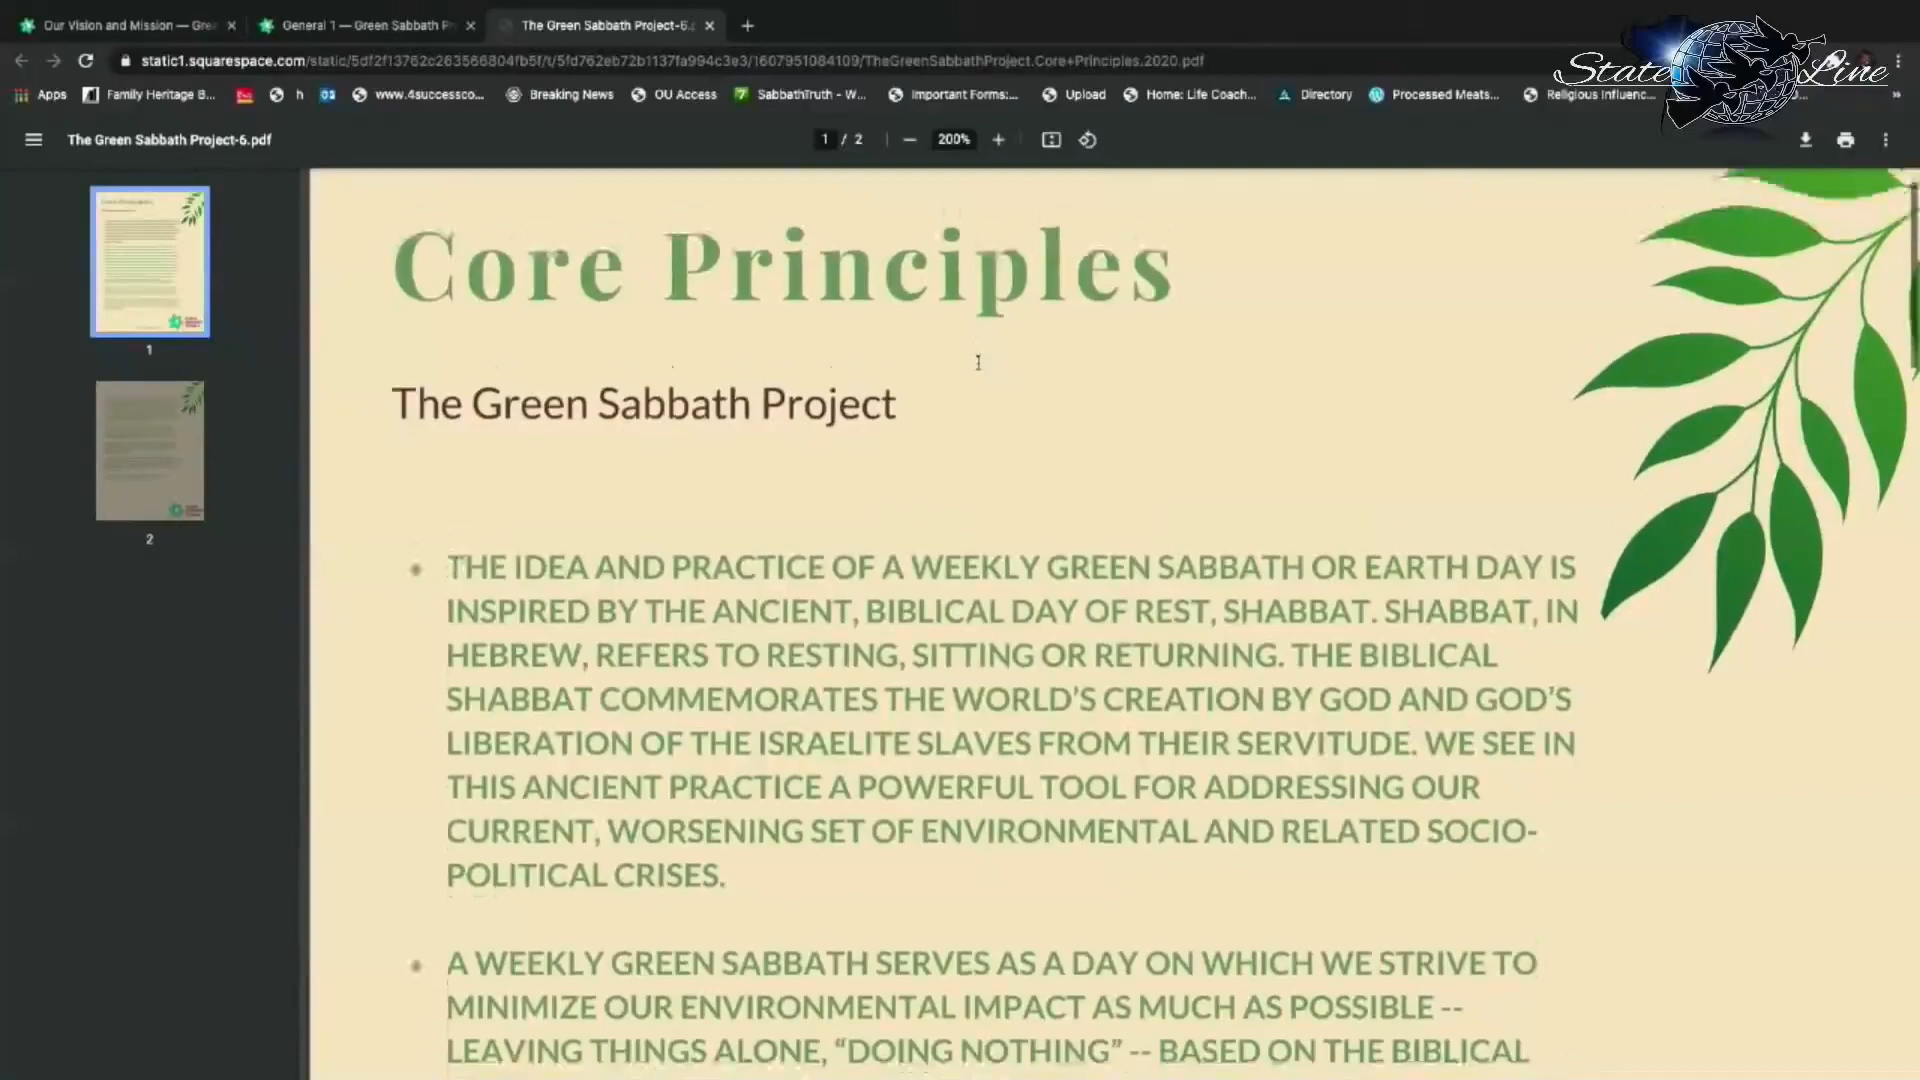 Our Vision and Mission — Gre
General 1 — Green Sabbath Pr
The Green Sabbath Project-6.
static1.squarespace.com/static/5df2f13762c263566804fb5f/t/5fd762eb72b1137fa994c3e3/1607951084109/TheGreenSabbathProject.Core+Principles.2020.pdf
State Line
Apps
Family Heritage B...
h
www.4successco...
Breaking News
OU Access
SabbathTruth - W...
Important Forms:...
Upload
Home: Life Coach...
Directory
Processed Meats...
Religious Influenc...
The Green Sabbath Project-6.pdf
1 / 2
200%
1
2
Core Principles
The Green Sabbath Project
THE IDEA AND PRACTICE OF A WEEKLY GREEN SABBATH OR EARTH DAY IS
INSPIRED BY THE ANCIENT, BIBLICAL DAY OF REST, SHABBAT. SHABBAT, IN
HEBREW, REFERS TO RESTING, SITTING OR RETURNING. THE BIBLICAL
SHABBAT COMMEMORATES THE WORLD'S CREATION BY GOD AND GOD'S
LIBERATION OF THE ISRAELITE SLAVES FROM THEIR SERVITUDE. WE SEE IN
THIS ANCIENT PRACTICE A POWERFUL TOOL FOR ADDRESSING OUR
CURRENT, WORSENING SET OF ENVIRONMENTAL AND RELATED SOCIO-
POLITICAL CRISES.
A WEEKLY GREEN SABBATH SERVES AS A DAY ON WHICH WE STRIVE TO
MINIMIZE OUR ENVIRONMENTAL IMPACT AS MUCH AS POSSIBLE --
LEAVING THINGS ALONE, “DOING NOTHING” -- BASED ON THE BIBLICAL